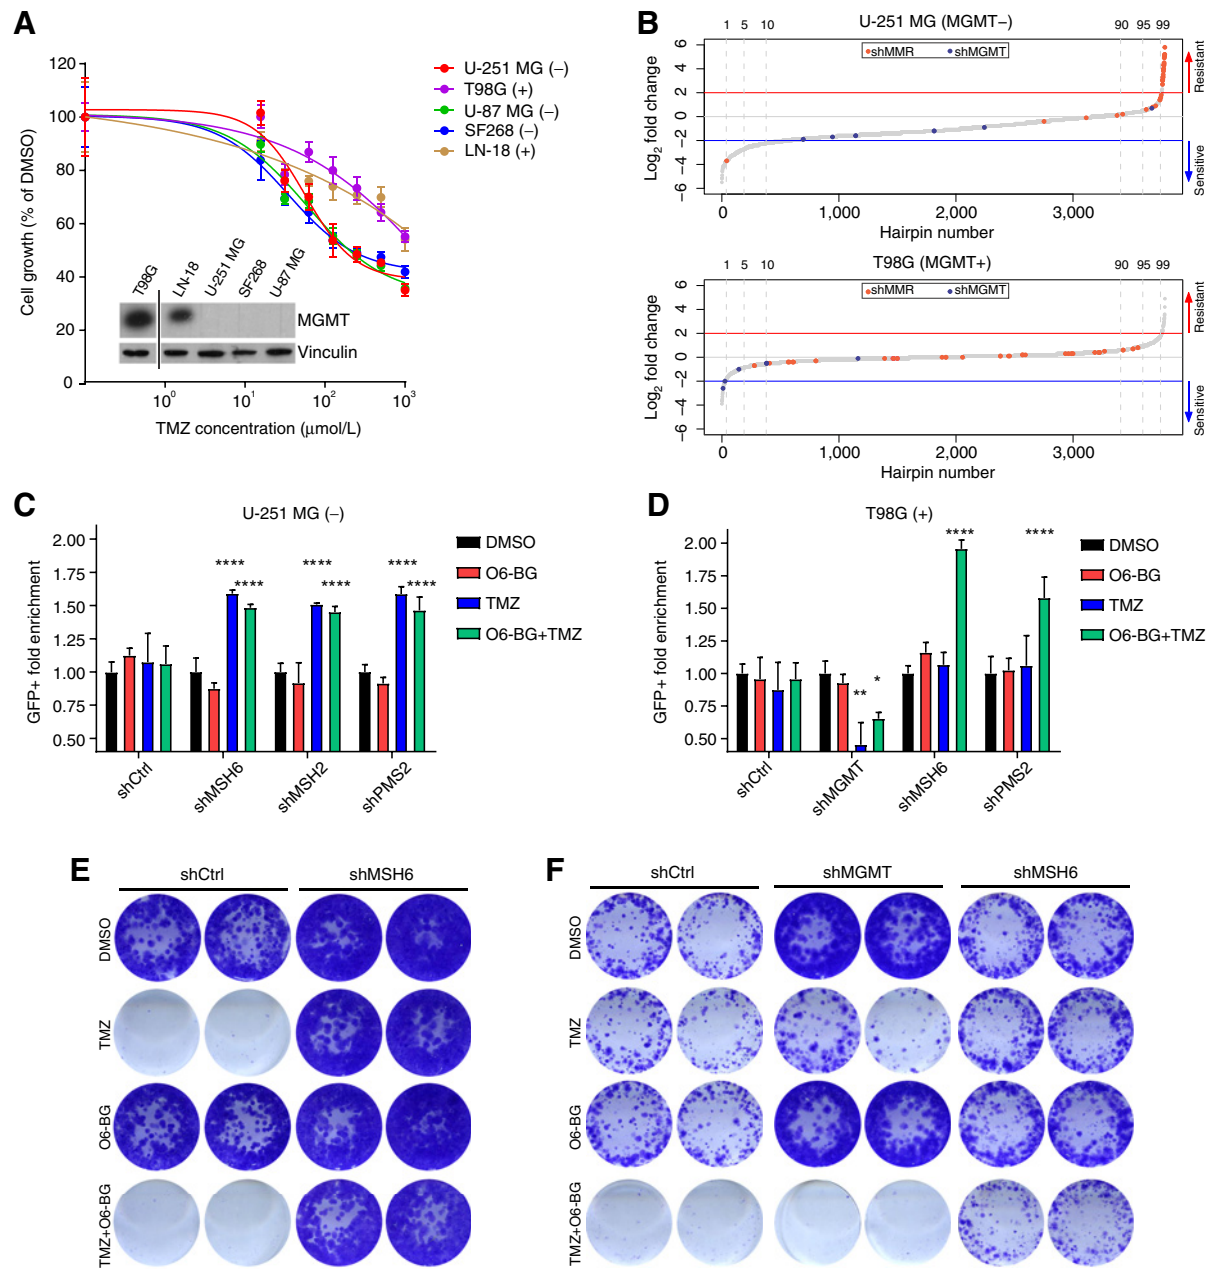 A
120
100
80
60
40
20
0
Cell growth (% of DMSO)
10⁰
10¹
10²
10³
TMZ concentration (μmol/L)
U-251 MG (–)
T98G (+)
U-87 MG (–)
SF268 (–)
LN-18 (+)
T98G
LN-18
U-251 MG
SF268
U-87 MG
MGMT
Vinculin
B
U-251 MG (MGMT–)
1 5 10 90 95 99
shMMR shMGMT
6
4
2
0
–2
–4
–6
Log₂ fold change
0 1,000 2,000 3,000
Hairpin number
Resistant
Sensitive
T98G (MGMT+)
1 5 10 90 95 99
shMMR shMGMT
6
4
2
0
–2
–4
–6
Log₂ fold change
0 1,000 2,000 3,000
Hairpin number
Resistant
Sensitive
C
U-251 MG (–)
2.00
1.75
1.50
1.25
1.00
0.75
0.50
GFP+ fold enrichment
**** **** ****
**** **** ****
shCtrl
shMSH6
shMSH2
shPMS2
DMSO
O6-BG
TMZ
O6-BG+TMZ
D
T98G (+)
2.00
1.75
1.50
1.25
1.00
0.75
0.50
GFP+ fold enrichment
**** ****
** *
shCtrl
shMGMT
shMSH6
shPMS2
DMSO
O6-BG
TMZ
O6-BG+TMZ
E
shCtrl shMSH6
DMSO
TMZ
O6-BG
TMZ+O6-BG
F
shCtrl shMGMT shMSH6
DMSO
TMZ
O6-BG
TMZ+O6-BG